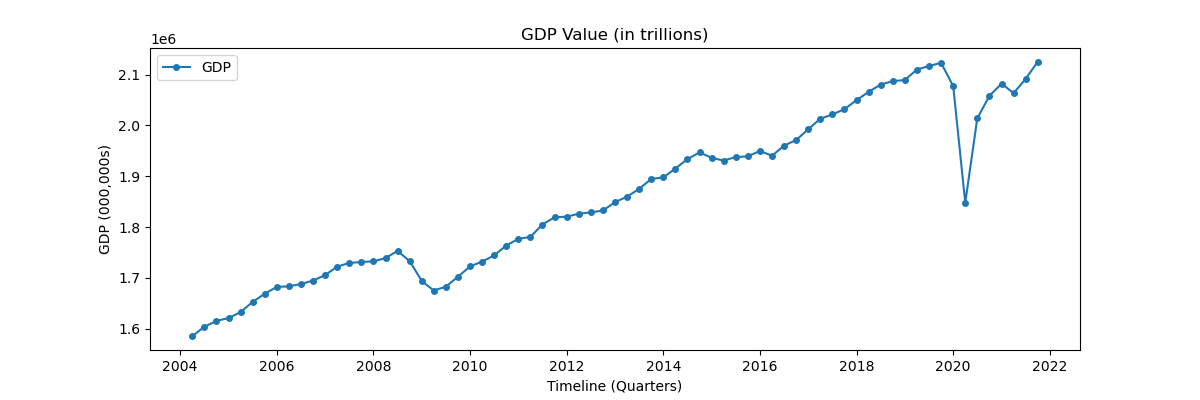 GDP Value (in trillions)
1e6
GDP
2.1
2.0
1.9
1.8
1.7
1.6
GDP (000,000s)
2004 2006 2008 2010 2012 2014 2016 2018 2020 2022
Timeline (Quarters)